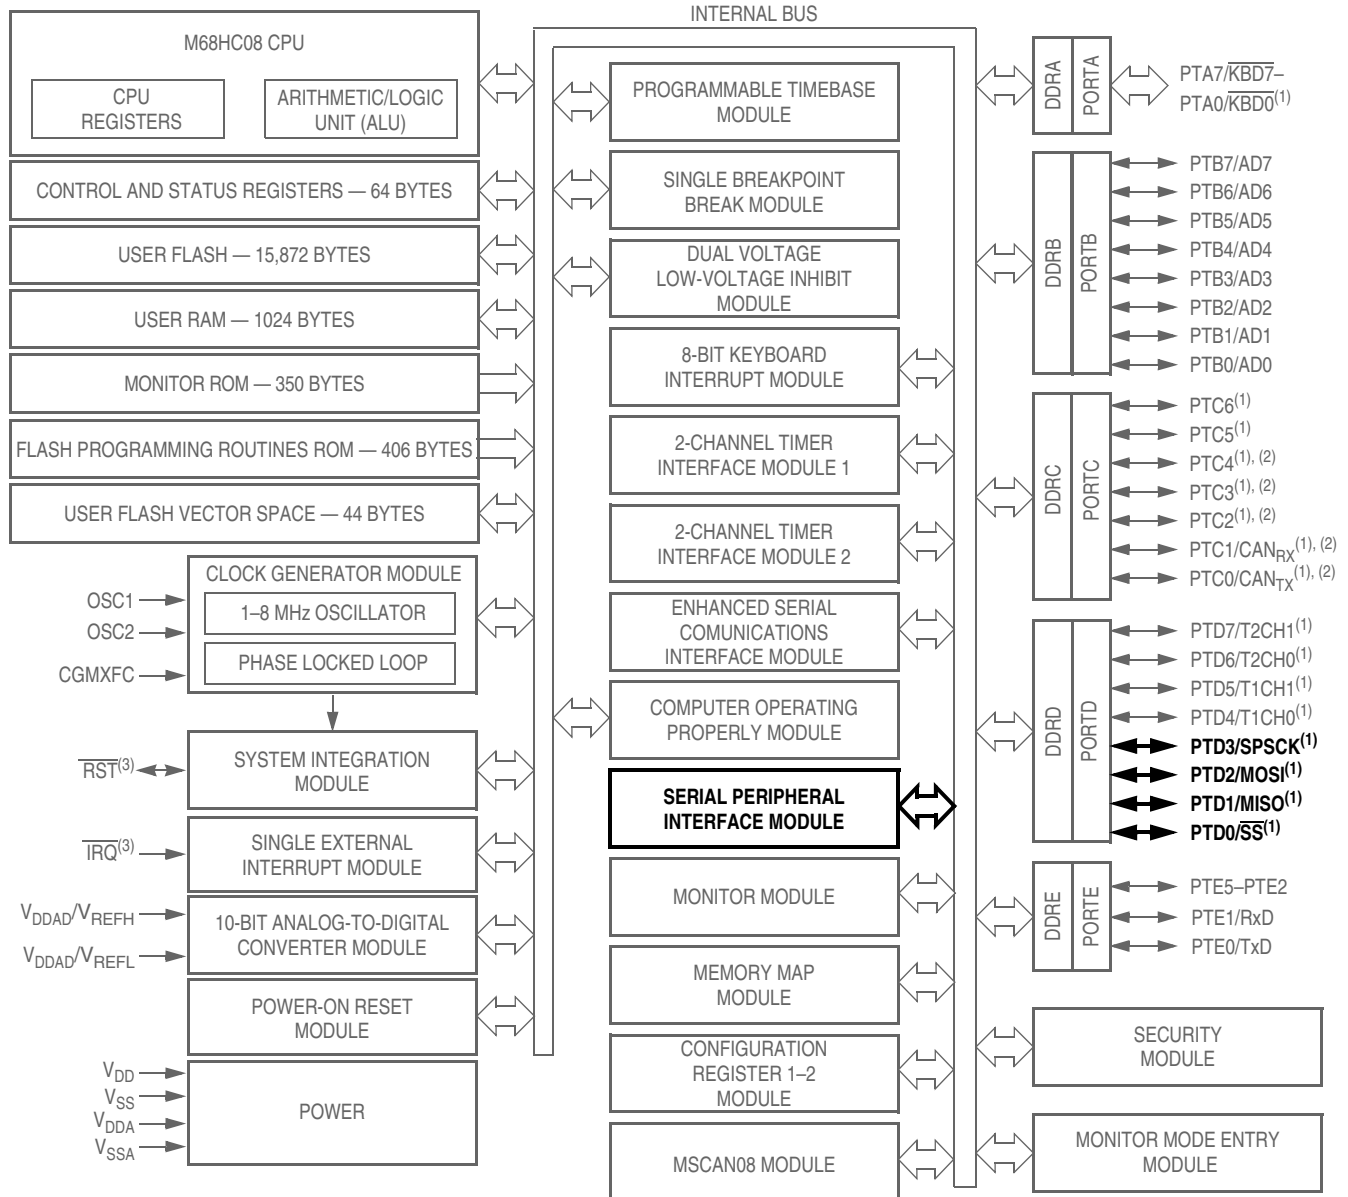 INTERNAL BUS
M68HC08 CPU
CPU
REGISTERS
ARITHMETIC/LOGIC
UNIT (ALU)
CONTROL AND STATUS REGISTERS — 64 BYTES
USER FLASH — 15,872 BYTES
USER RAM — 1024 BYTES
MONITOR ROM — 350 BYTES
FLASH PROGRAMMING ROUTINES ROM — 406 BYTES
USER FLASH VECTOR SPACE — 44 BYTES
CLOCK GENERATOR MODULE
1–8 MHz OSCILLATOR
PHASE LOCKED LOOP
OSC1
OSC2
CGMXFC
SYSTEM INTEGRATION
MODULE
RST(3)
SINGLE EXTERNAL
INTERRUPT MODULE
IRQ(3)
10-BIT ANALOG-TO-DIGITAL
CONVERTER MODULE
VDDAD/VREFH
VDDAD/VREFL
POWER-ON RESET
MODULE
POWER
VDD
VSS
VDDA
VSSA
PROGRAMMABLE TIMEBASE
MODULE
SINGLE BREAKPOINT
BREAK MODULE
DUAL VOLTAGE
LOW-VOLTAGE INHIBIT
MODULE
8-BIT KEYBOARD
INTERRUPT MODULE
2-CHANNEL TIMER
INTERFACE MODULE 1
2-CHANNEL TIMER
INTERFACE MODULE 2
ENHANCED SERIAL
COMUNICATIONS
INTERFACE MODULE
COMPUTER OPERATING
PROPERLY MODULE
SERIAL PERIPHERAL
INTERFACE MODULE
MONITOR MODULE
MEMORY MAP
MODULE
CONFIGURATION
REGISTER 1–2
MODULE
MSCAN08 MODULE
DDRA
PORTA
PTA7/KBD7–
PTA0/KBD0(1)
DDRB
PORTB
PTB7/AD7
PTB6/AD6
PTB5/AD5
PTB4/AD4
PTB3/AD3
PTB2/AD2
PTB1/AD1
PTB0/AD0
DDRC
PORTC
PTC6(1)
PTC5(1)
PTC4(1), (2)
PTC3(1), (2)
PTC2(1), (2)
PTC1/CANRX(1), (2)
PTC0/CANTX(1), (2)
DDRD
PORTD
PTD7/T2CH1(1)
PTD6/T2CH0(1)
PTD5/T1CH1(1)
PTD4/T1CH0(1)
PTD3/SPSCK(1)
PTD2/MOSI(1)
PTD1/MISO(1)
PTD0/SS(1)
DDRE
PORTE
PTE5–PTE2
PTE1/RxD
PTE0/TxD
SECURITY
MODULE
MONITOR MODE ENTRY
MODULE